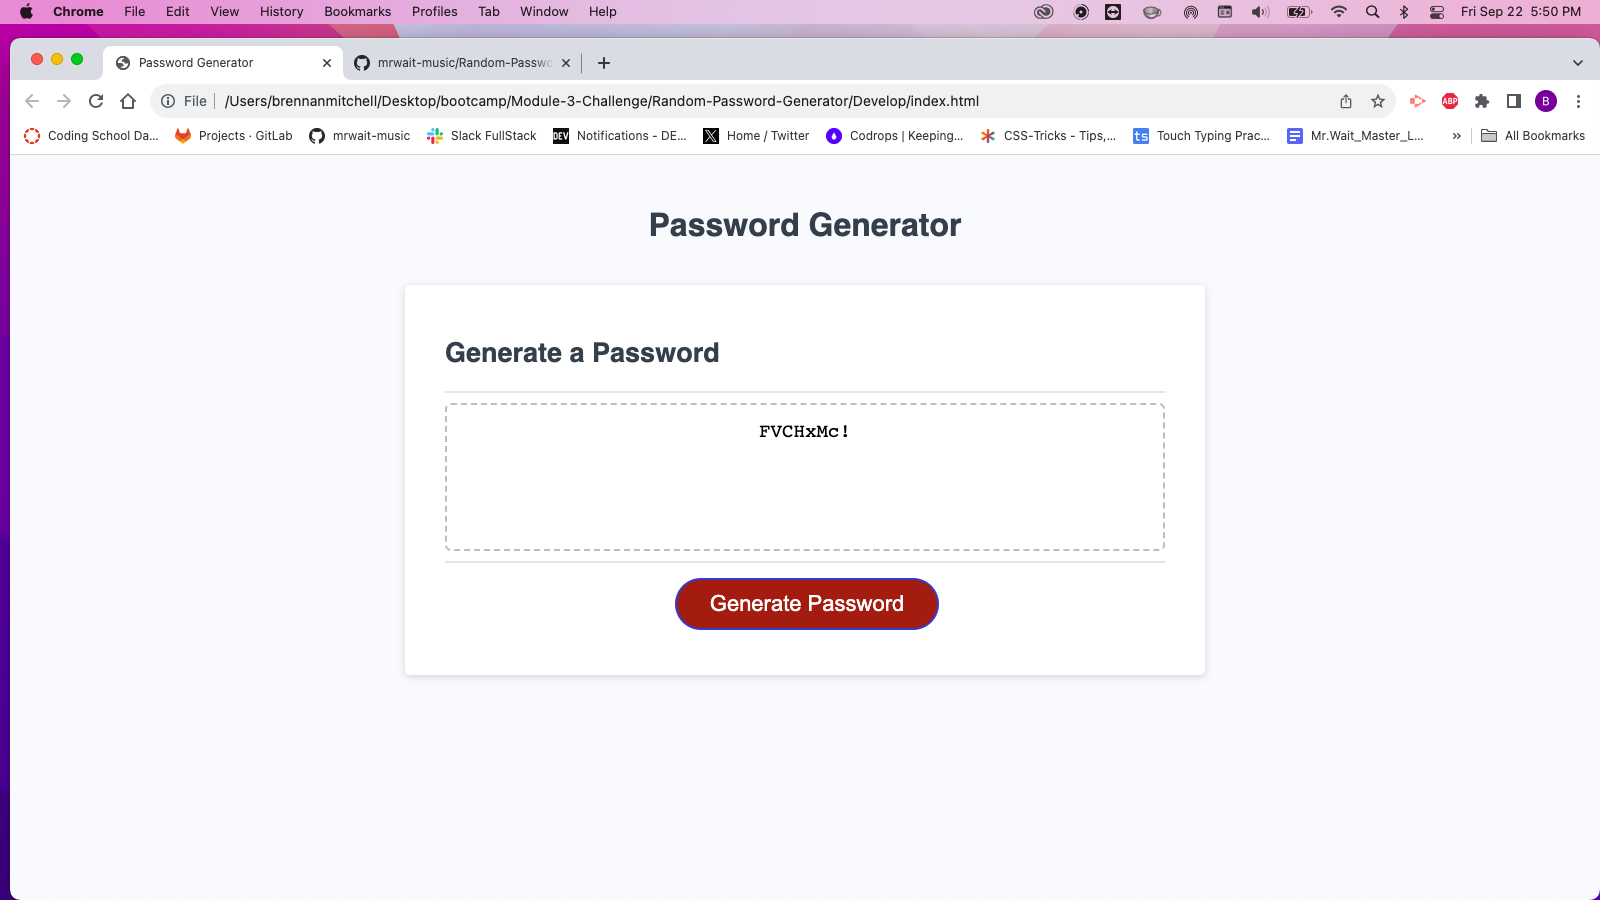 Chrome File Edit View History Bookmarks Profiles Tab Window Help Fri Sep 22 5:50 PM
Password Generator mrwait-music/Random-Passwo
File /Users/brennanmitchell/Desktop/bootcamp/Module-3-Challenge/Random-Password-Generator/Develop/index.html ABP B
Coding School Da... Projects · GitLab mrwait-music Slack FullStack DEV Notifications - DE... Home / Twitter Codrops | Keeping... CSS-Tricks - Tips,... ts Touch Typing Prac... Mr.Wait_Master_L... » All Bookmarks
Password Generator
Generate a Password
FVCHxMc!
Generate Password